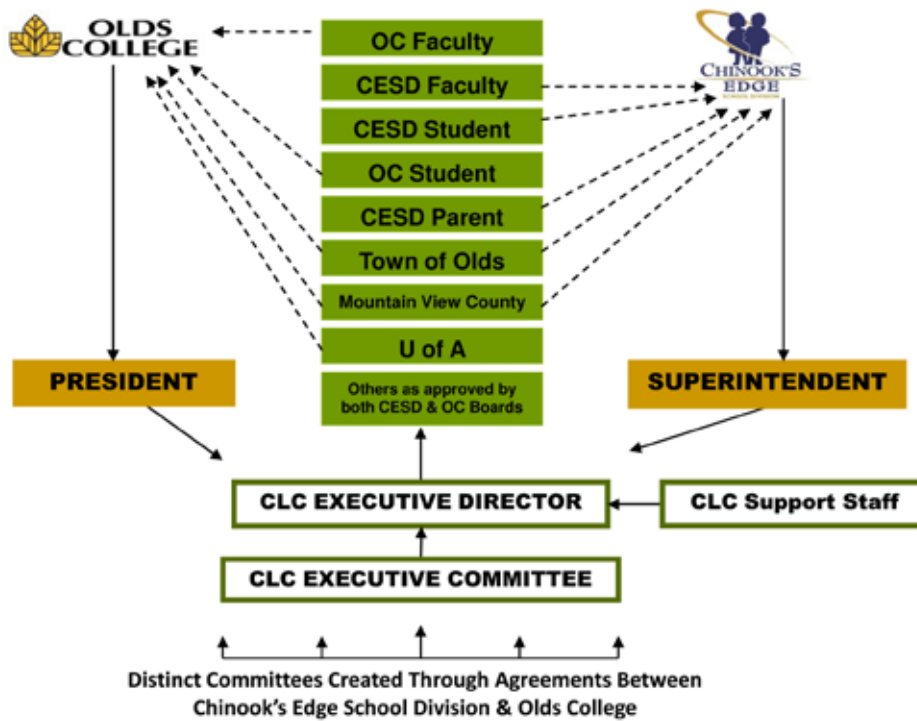 OLDS
COLLEGE
CHINOOK'S
EDGE
SCHOOL DIVISION
OC Faculty
CESD Faculty
CESD Student
OC Student
CESD Parent
Town of Olds
Mountain View County
U of A
Others as approved by
both CESD & OC Boards
PRESIDENT
SUPERINTENDENT
CLC EXECUTIVE DIRECTOR
CLC Support Staff
CLC EXECUTIVE COMMITTEE
Distinct Committees Created Through Agreements Between
Chinook's Edge School Division & Olds College